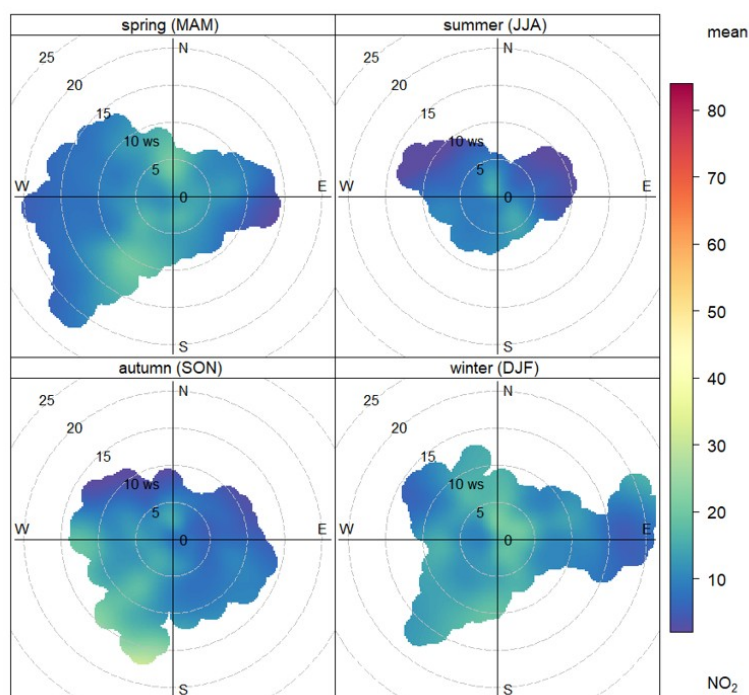 spring (MAM)
25
20
15
10 ws
5
0
N
W
E
S
summer (JJA)
25
20
15
10 ws
5
0
N
W
E
S
autumn (SON)
25
20
15
10 ws
5
0
N
W
E
S
winter (DJF)
25
20
15
10 ws
5
0
N
W
E
S
mean
80
70
60
50
40
30
20
10
NO₂